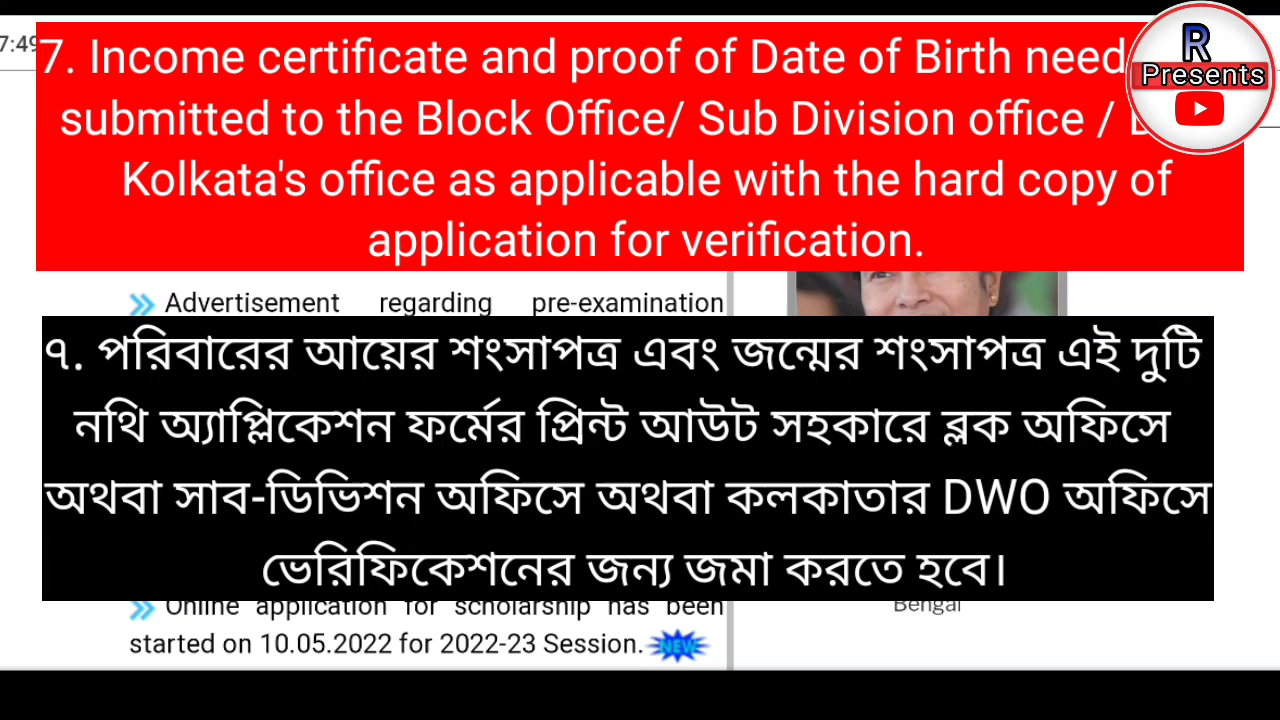 7:49
7. Income certificate and proof of Date of Birth need
submitted to the Block Office/ Sub Division office /
Kolkata's office as applicable with the hard copy of
application for verification.
R
Presents
Advertisement regarding pre-examination
৭. পরিবারের আয়ের শংসাপত্র এবং জন্মের শংসাপত্র এই দুটি
নথি অ্যাপ্লিকেশন ফর্মের প্রিন্ট আউট সহকারে ব্লক অফিসে
অথবা সাব-ডিভিশন অফিসে অথবা কলকাতার DWO অফিসে
ভেরিফিকেশনের জন্য জমা করতে হবে।
Online application for scholarship has been
started on 10.05.2022 for 2022-23 Session. NEW
Bengal